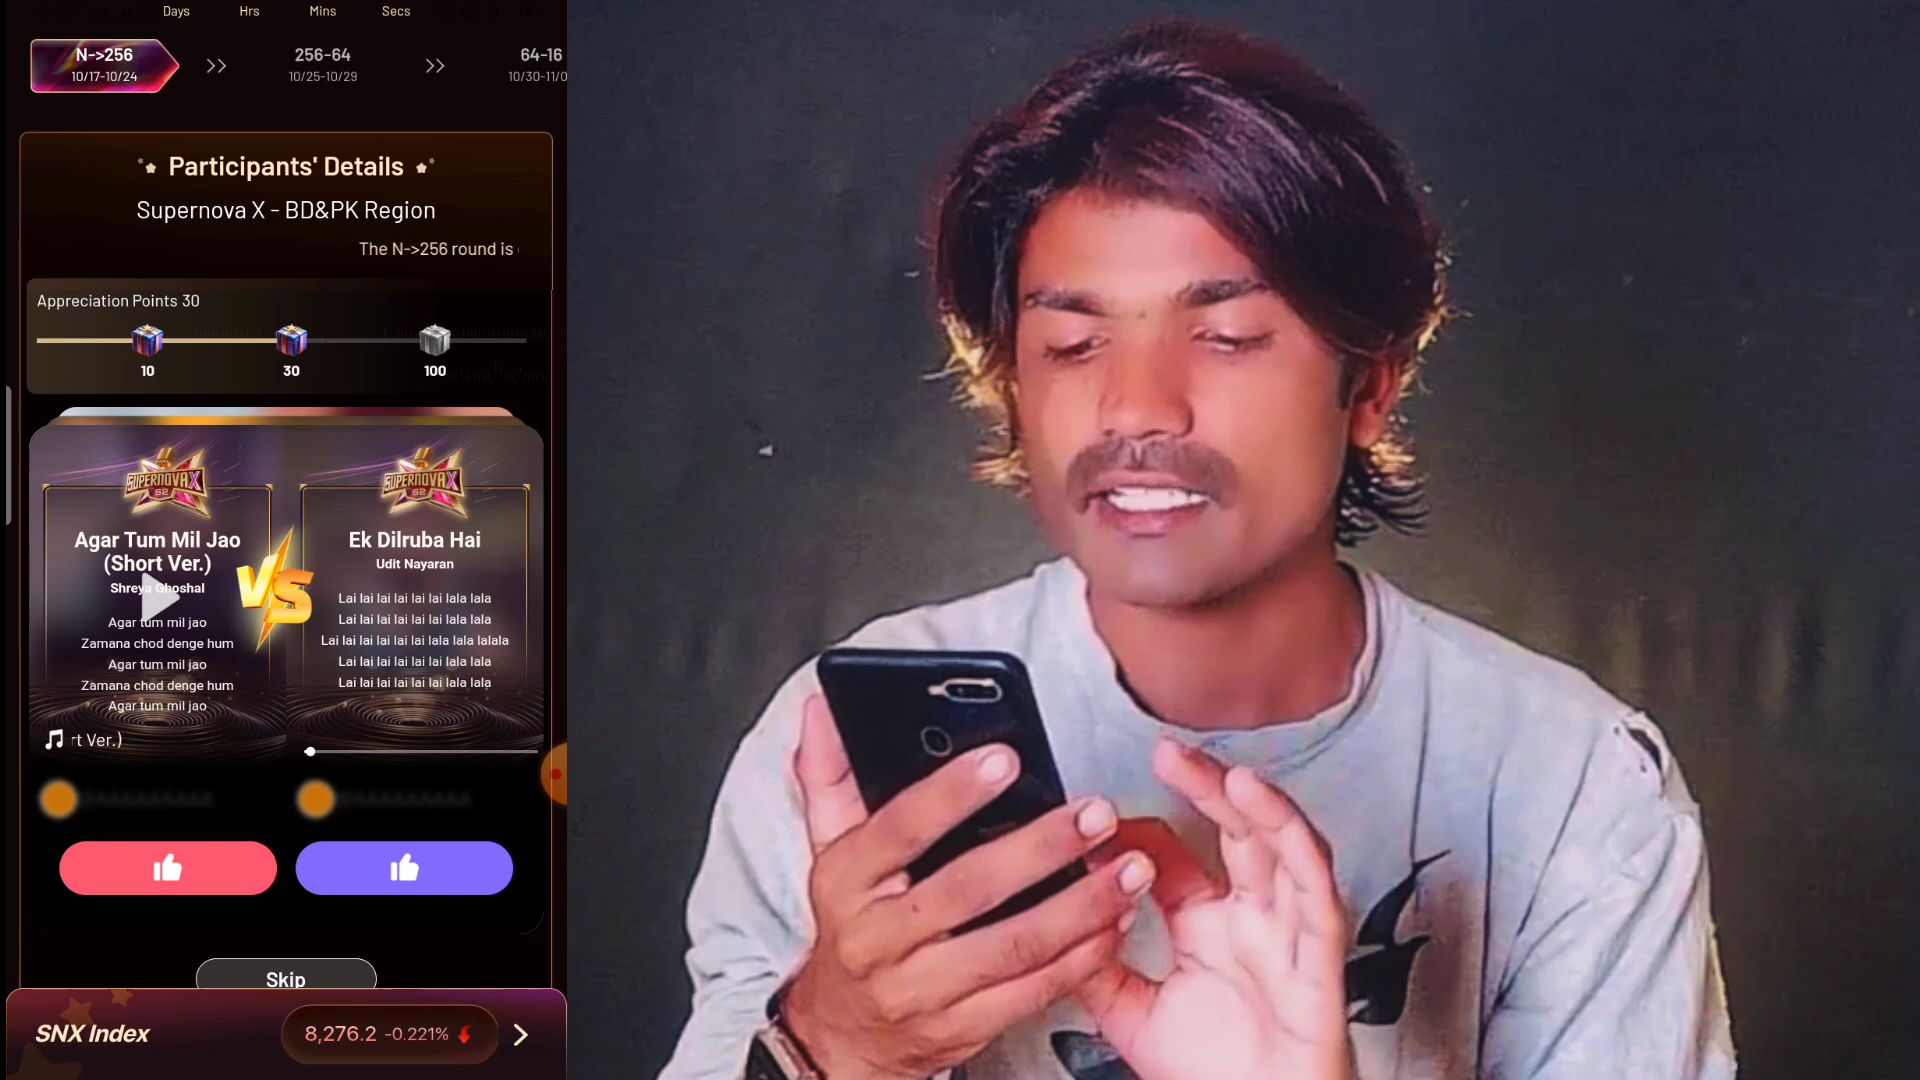 Days Hrs Mins Secs
N->256
10/17-10/24
256-64
10/25-10/29
64-16
10/30-11/0
Participants' Details
Supernova X - BD&PK Region
The N->256 round is
Appreciation Points 30
10 30 100
SUPERNOVA X
S2
Agar Tum Mil Jao
(Short Ver.)
Shreya Ghoshal
Agar tum mil jao
Zamana chod denge hum
Agar tum mil jao
Zamana chod denge hum
Agar tum mil jao
rt Ver.)
VS
SUPERNOVA X
S2
Ek Dilruba Hai
Udit Nayaran
Lai lai lai lai lai lai lala lala
Lai lai lai lai lai lai lala lala
Lai lai lai lai lai lai lala lala lalala
Lai lai lai lai lai lai lala lala
Lai lai lai lai lai lai lala lala
Skip
SNX Index
8,276.2 -0.221%